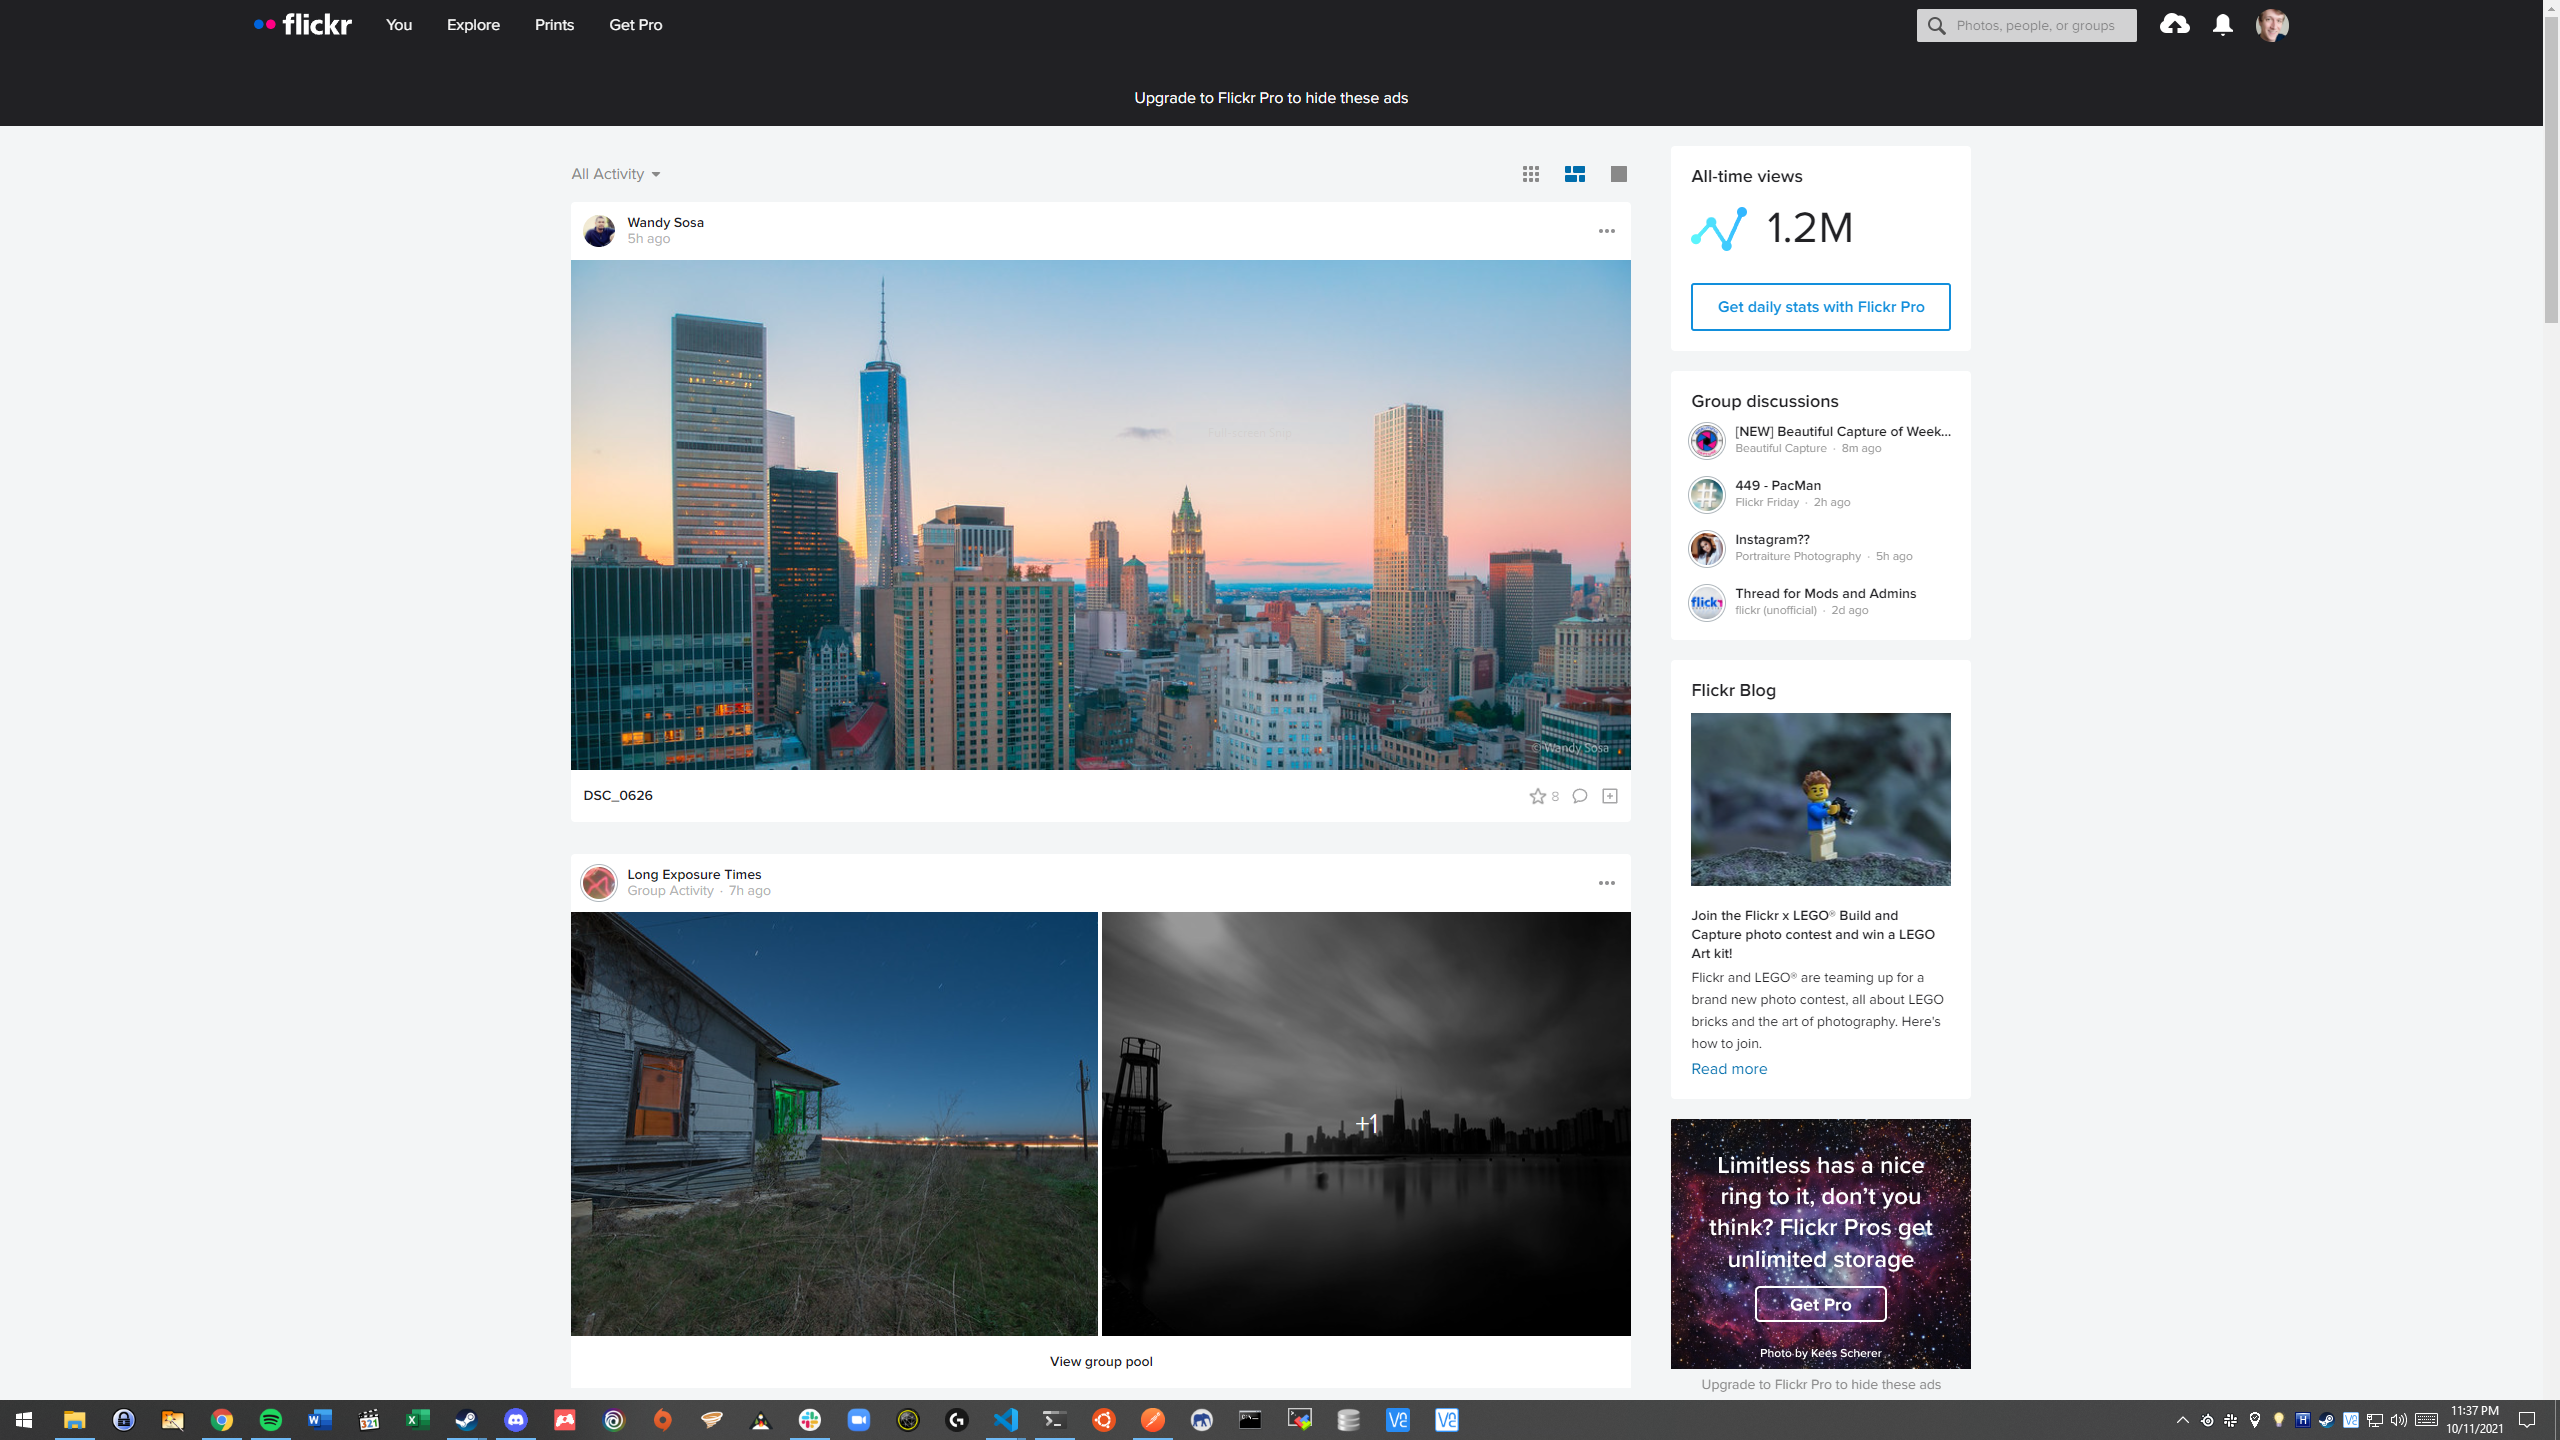 flickr
You
Explore
Prints
Get Pro
Photos, people, or groups
Upgrade to Flickr Pro to hide these ads
All Activity
Wandy Sosa
5h ago
Full-screen Snip
© Wandy Sosa
DSC_0626
8
Long Exposure Times
Group Activity · 7h ago
+1
View group pool
All-time views
1.2M
Get daily stats with Flickr Pro
Group discussions
[NEW] Beautiful Capture of Week...
Beautiful Capture · 8m ago
449 - PacMan
Flickr Friday · 2h ago
Instagram??
Portraiture Photography · 5h ago
flickr
Thread for Mods and Admins
flickr (unofficial) · 2d ago
Flickr Blog
Join the Flickr x LEGO® Build and
Capture photo contest and win a LEGO
Art kit!
Flickr and LEGO® are teaming up for a
brand new photo contest, all about LEGO
bricks and the art of photography. Here's
how to join.
Read more
Limitless has a nice
ring to it, don't you
think? Flickr Pros get
unlimited storage
Get Pro
Photo by Kees Scherer
Upgrade to Flickr Pro to hide these ads
321
11:37 PM
10/11/2021